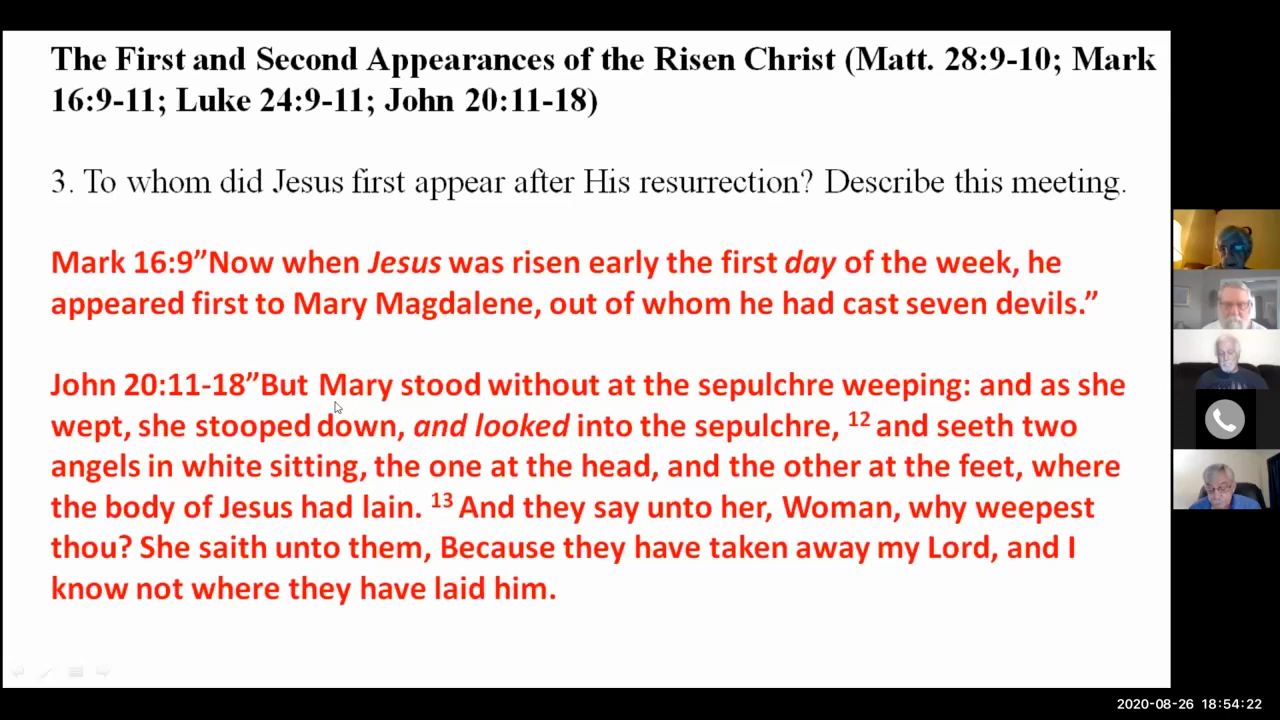 The First and Second Appearances of the Risen Christ (Matt. 28:9-10; Mark
16:9-11; Luke 24:9-11; John 20:11-18)
3. To whom did Jesus first appear after His resurrection? Describe this meeting.
Mark 16:9”Now when Jesus was risen early the first day of the week, he
appeared first to Mary Magdalene, out of whom he had cast seven devils.”
John 20:11-18”But Mary stood without at the sepulchre weeping: and as she
wept, she stooped down, and looked into the sepulchre, 12 and seeth two
angels in white sitting, the one at the head, and the other at the feet, where
the body of Jesus had lain. 13 And they say unto her, Woman, why weepest
thou? She saith unto them, Because they have taken away my Lord, and I
know not where they have laid him.
2020-08-26 18:54:22